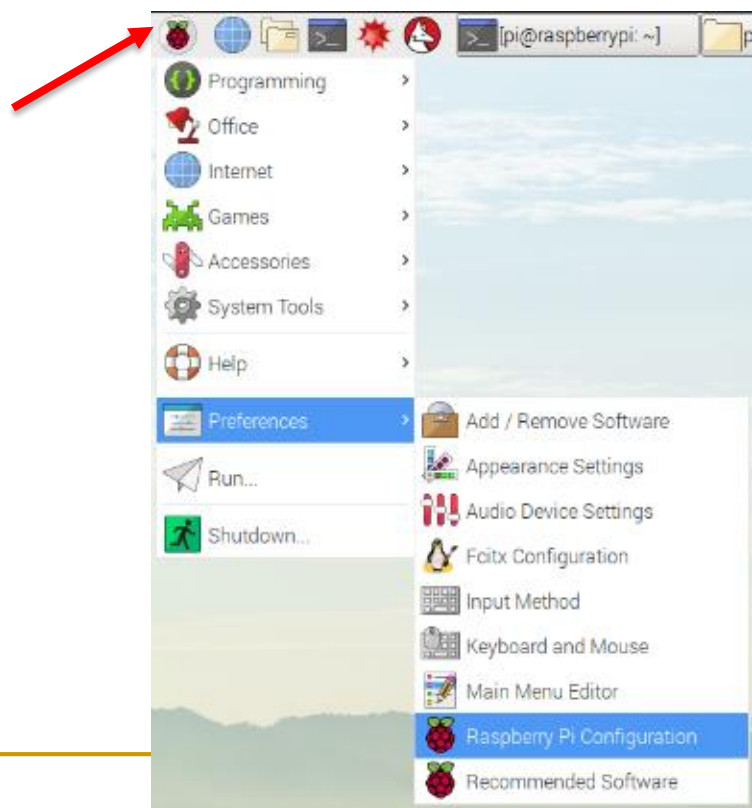 [pi@raspberrypi: ~]
p
Programming
Office
Internet
Games
Accessories
System Tools
Help
Preferences
Run...
Shutdown...
Add / Remove Software
Appearance Settings
Audio Device Settings
Fcitx Configuration
Input Method
Keyboard and Mouse
Main Menu Editor
Raspberry Pi Configuration
Recommended Software